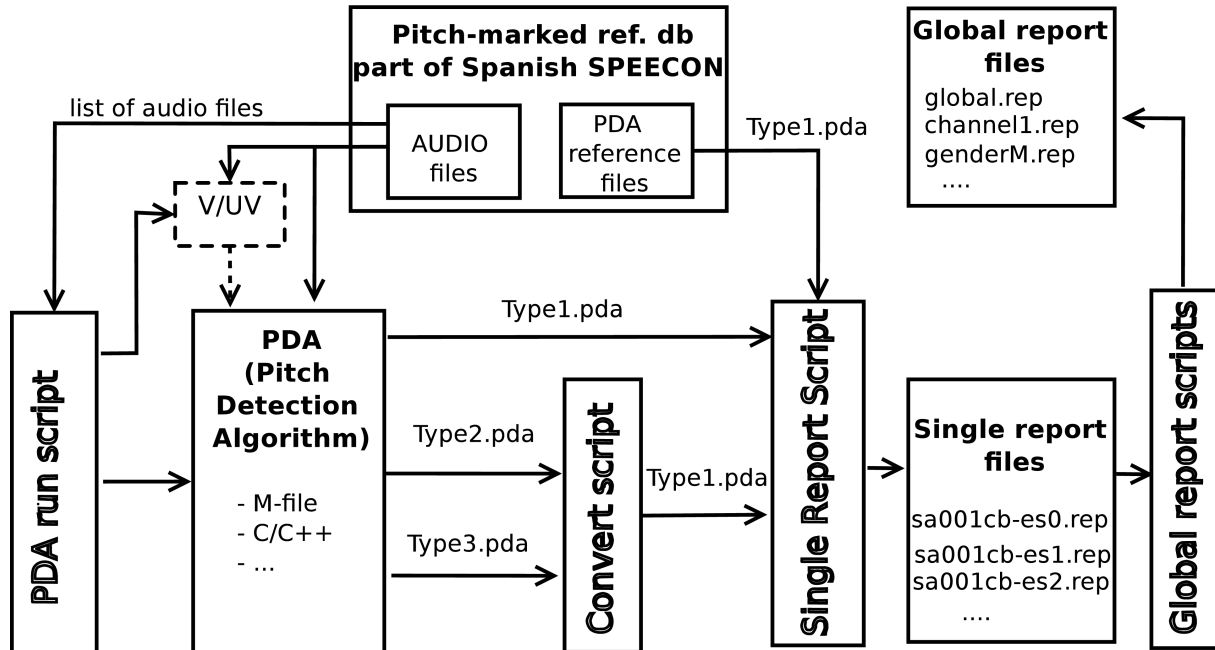 Pitch-marked ref. db
part of Spanish SPEECON
AUDIO
files
PDA
reference
files
list of audio files
Type1.pda
Global report
files
global.rep
channel1.rep
genderM.rep
....
V/UV
PDA run script
PDA
(Pitch
Detection
Algorithm)
- M-file
- C/C++
- ...
Type1.pda
Type2.pda
Type3.pda
Convert script
Type1.pda
Single Report Script
Single report
files
sa001cb-es0.rep
sa001cb-es1.rep
sa001cb-es2.rep
....
Global report scripts